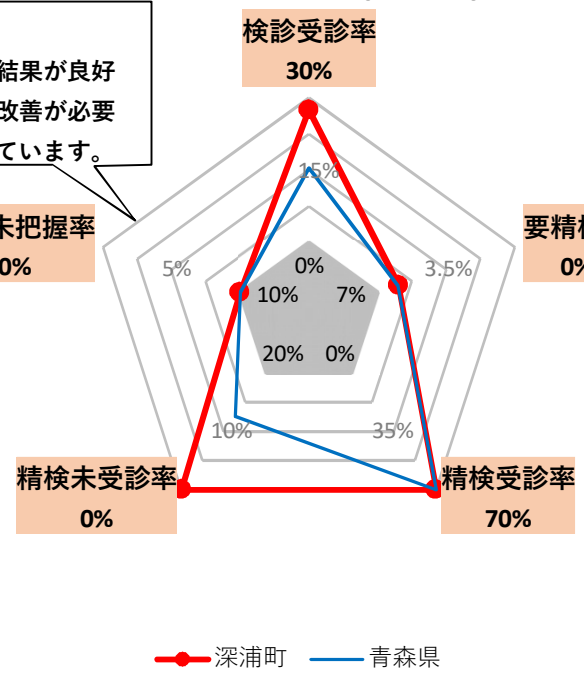 検診受診率
30%
結果が良好
改善が必要
ています。
15%
未把握率
0%
要精検
0%
5%
3.5%
0%
10%
7%
20%
0%
10%
35%
精検未受診率
0%
精検受診率
70%
深浦町
青森県